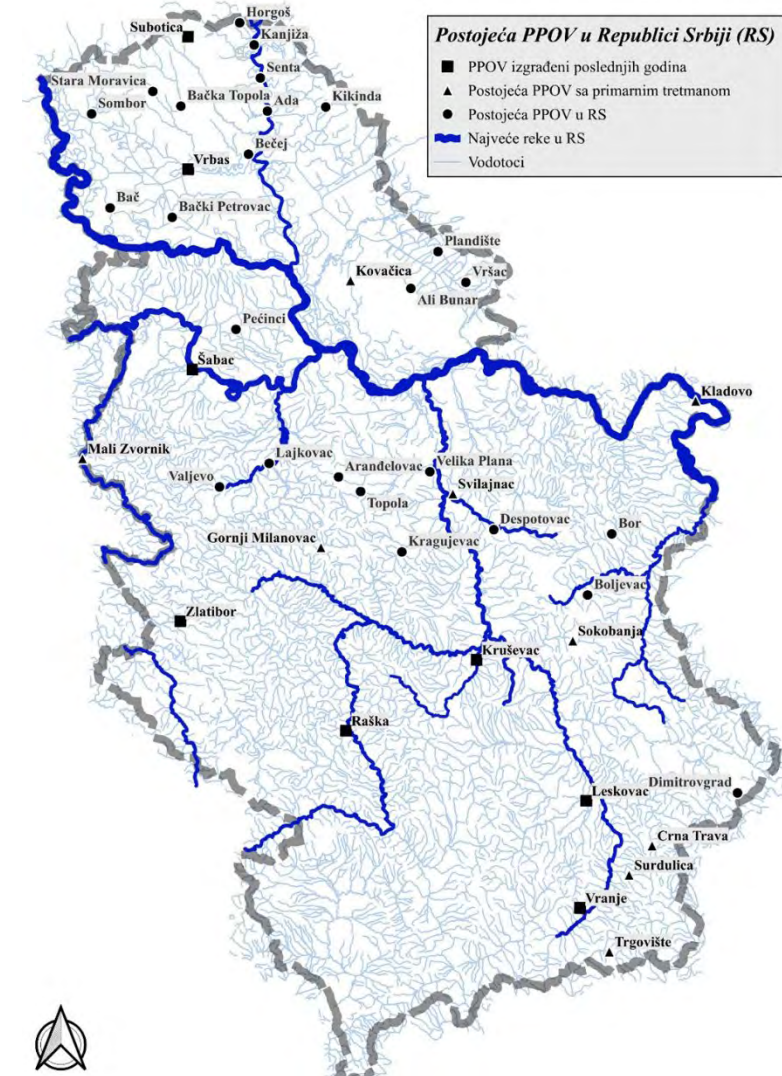 Postojeća PPOV u Republici Srbiji (RS)
PPOV izgrađeni poslednjih godina
Postojeća PPOV sa primarnim tretmanom
Postojeća PPOV u RS
Najveće reke u RS
Vodotoci
Horgoš
Subotica
Kanjiža
Senta
Stara Moravica
Bačka Topola
Ada
Kikinda
Sombor
Bečej
Vrbas
Bač
Bački Petrovac
Plandište
Kovačica
Vršac
Ali Bunar
Pećinci
Šabac
Kladovo
Mali Zvornik
Lajkovac
Aranđelovac
Velika Plana
Valjevo
Topola
Svilajnac
Despotovac
Bor
Gornji Milanovac
Kragujevac
Boljevac
Zlatibor
Sokobanja
Kruševac
Raška
Dimitrovgrad
Leskovac
Crna Trava
Surdulica
Vranje
Trgovište